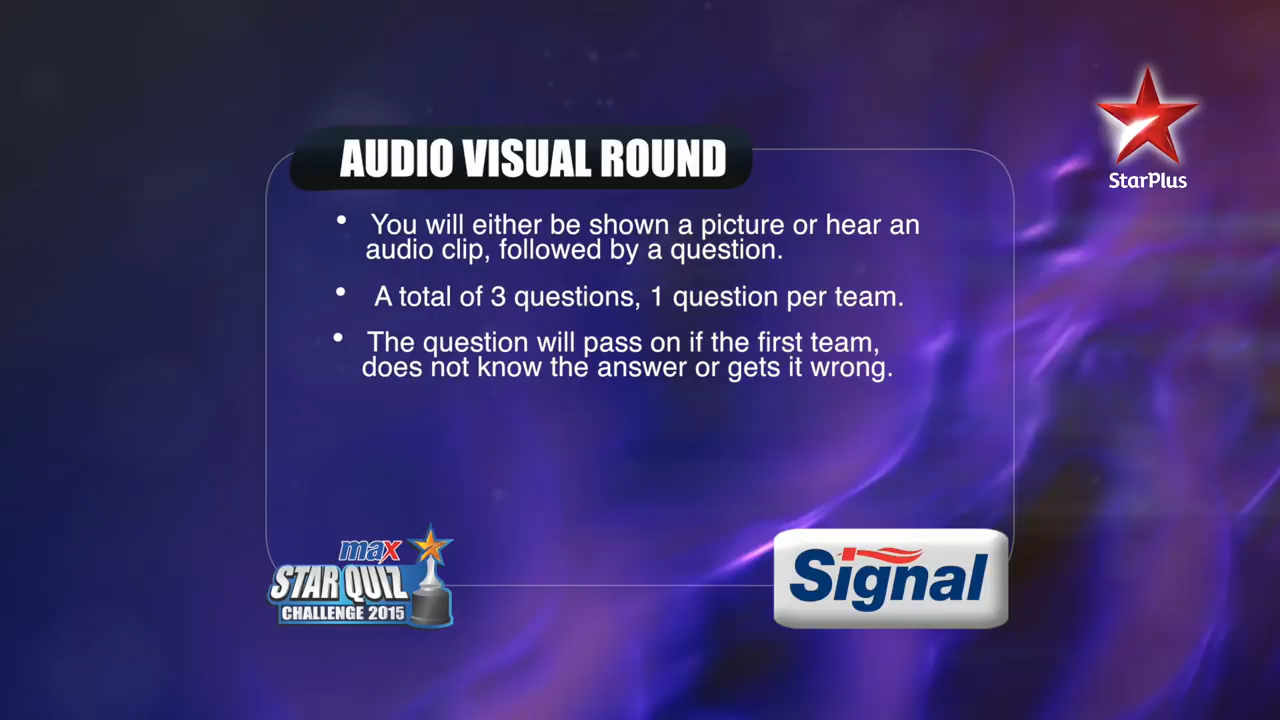 AUDIO VISUAL ROUND
StarPlus
• You will either be shown a picture or hear an
audio clip, followed by a question.
• A total of 3 questions, 1 question per team.
• The question will pass on if the first team,
does not know the answer or gets it wrong.
max
STAR QUIZ
CHALLENGE 2015
Signal